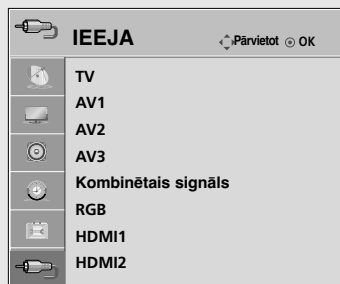 IEEJA Pārvietot OK
TV
AV1
AV2
AV3
Kombinētais signāls
RGB
HDMI1
HDMI2